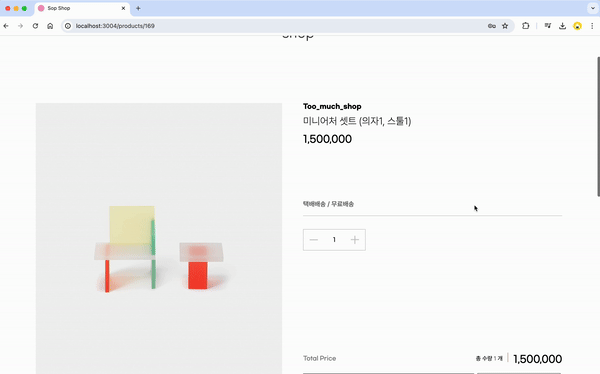 Sop Shop
localhost:3004/products/169
shop
Too_much_shop
미니어처 셋트 (의자1, 스툴1)
1,500,000
택배배송 / 무료배송
1
Total Price
총 수량 1 개
1,500,000